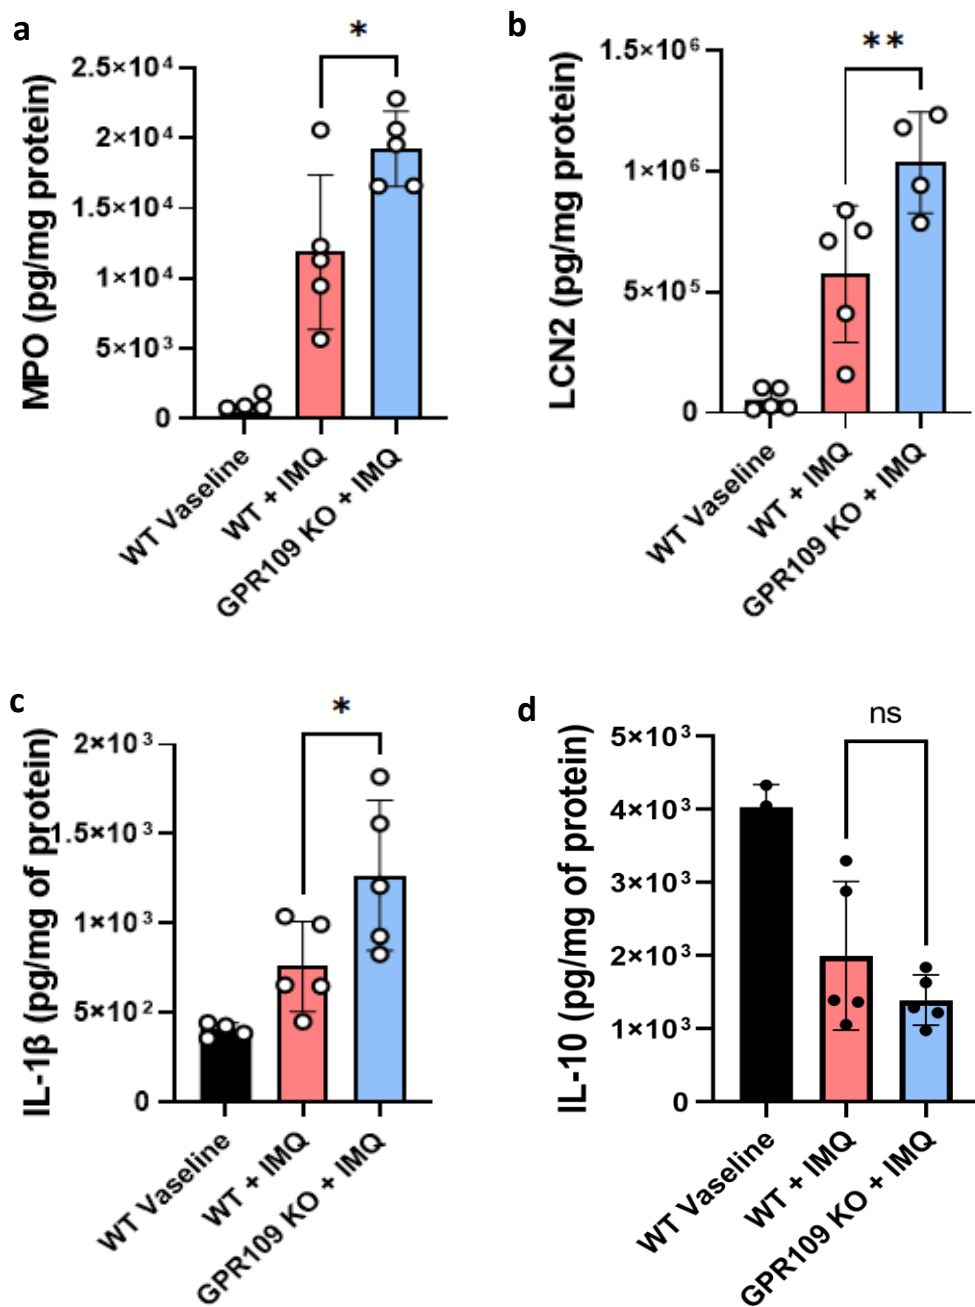 a
*
MPO (pg/mg protein)
2.5×10⁴
2×10⁴
1.5×10⁴
1×10⁴
5×10³
0
WT Vaseline
WT + IMQ
GPR109 KO + IMQ
b
**
LCN2 (pg/mg protein)
1.5×10⁶
1×10⁶
5×10⁵
0
WT Vaseline
WT + IMQ
GPR109 KO + IMQ
c
*
IL-1β (pg/mg of protein)
2×10³
1.5×10³
1×10³
5×10²
0
WT Vaseline
WT + IMQ
GPR109 KO + IMQ
d
ns
IL-10 (pg/mg of protein)
5×10³
4×10³
3×10³
2×10³
1×10³
0
WT Vaseline
WT + IMQ
GPR109 KO + IMQ